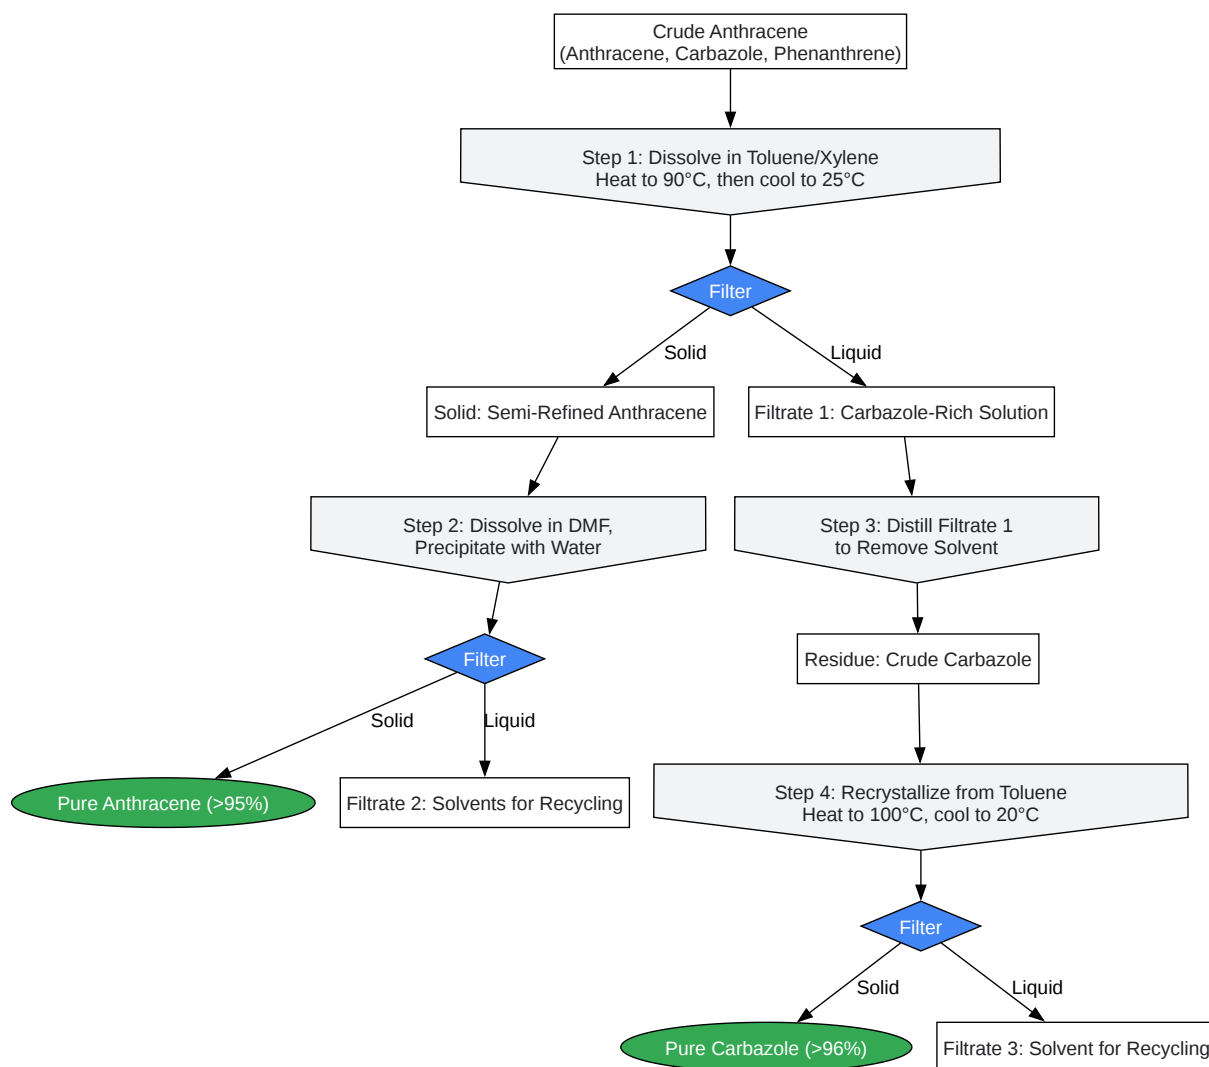 Crude Anthracene
(Anthracene, Carbazole, Phenanthrene)
Step 1: Dissolve in Toluene/Xylene
Heat to 90°C, then cool to 25°C
Filter
Solid
Liquid
Solid: Semi-Refined Anthracene
Filtrate 1: Carbazole-Rich Solution
Step 2: Dissolve in DMF,
Precipitate with Water
Step 3: Distill Filtrate 1
to Remove Solvent
Filter
Residue: Crude Carbazole
Solid
Liquid
Pure Anthracene (>95%)
Filtrate 2: Solvents for Recycling
Step 4: Recrystallize from Toluene
Heat to 100°C, cool to 20°C
Filter
Solid
Liquid
Pure Carbazole (>96%)
Filtrate 3: Solvent for Recycling